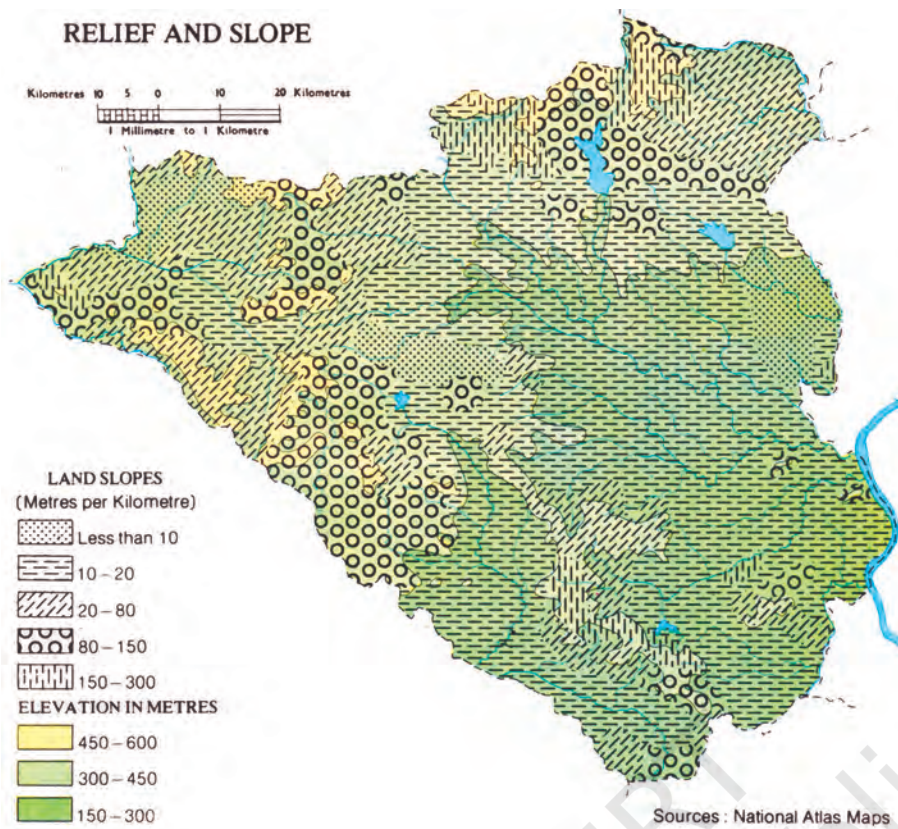 RELIEF AND SLOPE
Kilometres 10 5 0 10 20 Kilometres
1 Millimetre to 1 Kilometre
LAND SLOPES
(Metres per Kilometre)
Less than 10
10–20
20–80
80–150
150–300
ELEVATION IN METRES
450–600
300–450
150–300
Sources : National Atlas Maps